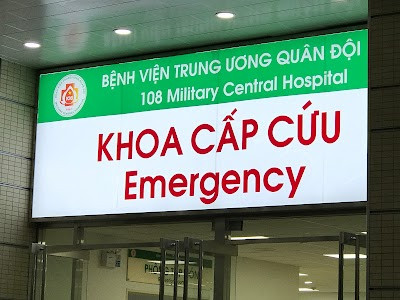 BỆNH VIỆN TRUNG ƯƠNG QUÂN ĐỘI
108 Military Central Hospital
KHOA CẤP CỨU
Emergency